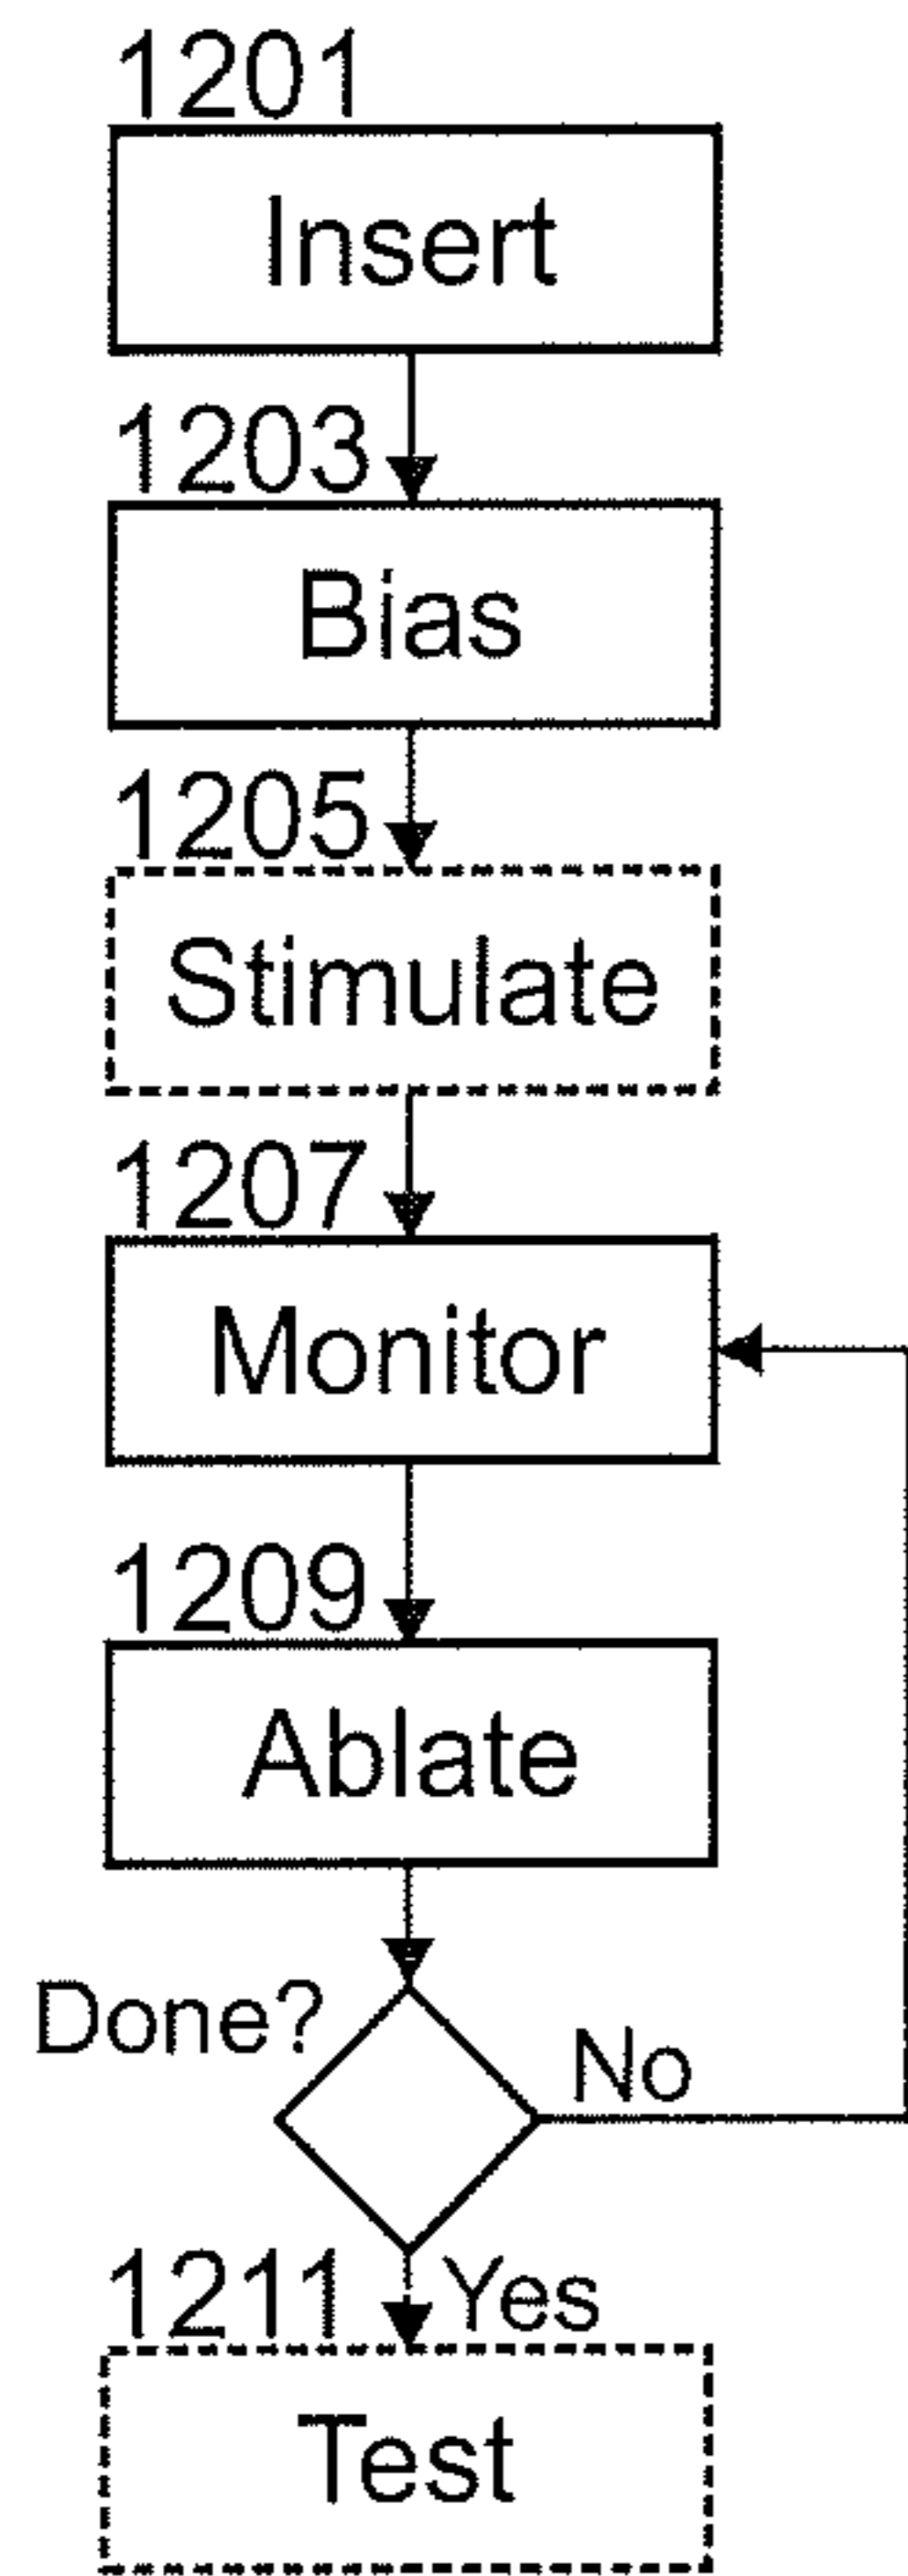 1201
Insert
1203
Bias
1205
Stimulate
1207
Monitor
1209
Ablate
Done?
No
Yes
1211
Test